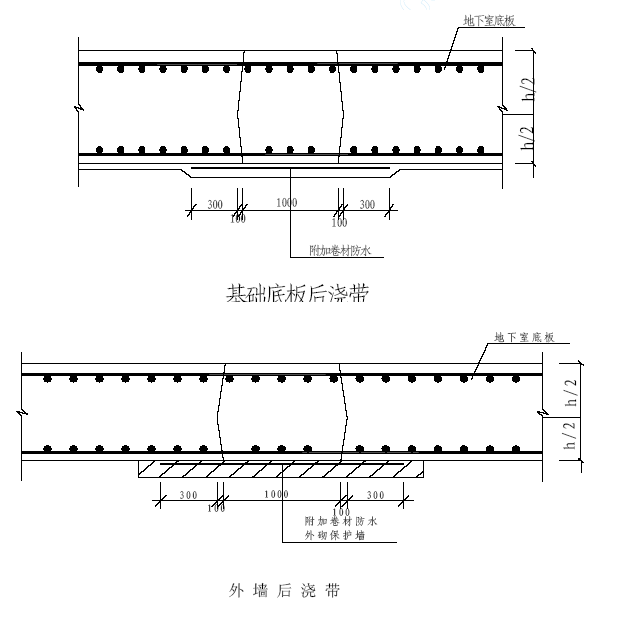 地下室底板
h/2
h/2
300 1000 300
100 100
附加卷材防水
基础底板后浇带
地下室底板
h/2
h/2
300 1000 300
100 100
附加卷材防水
外砌保护墙
外墙后浇带